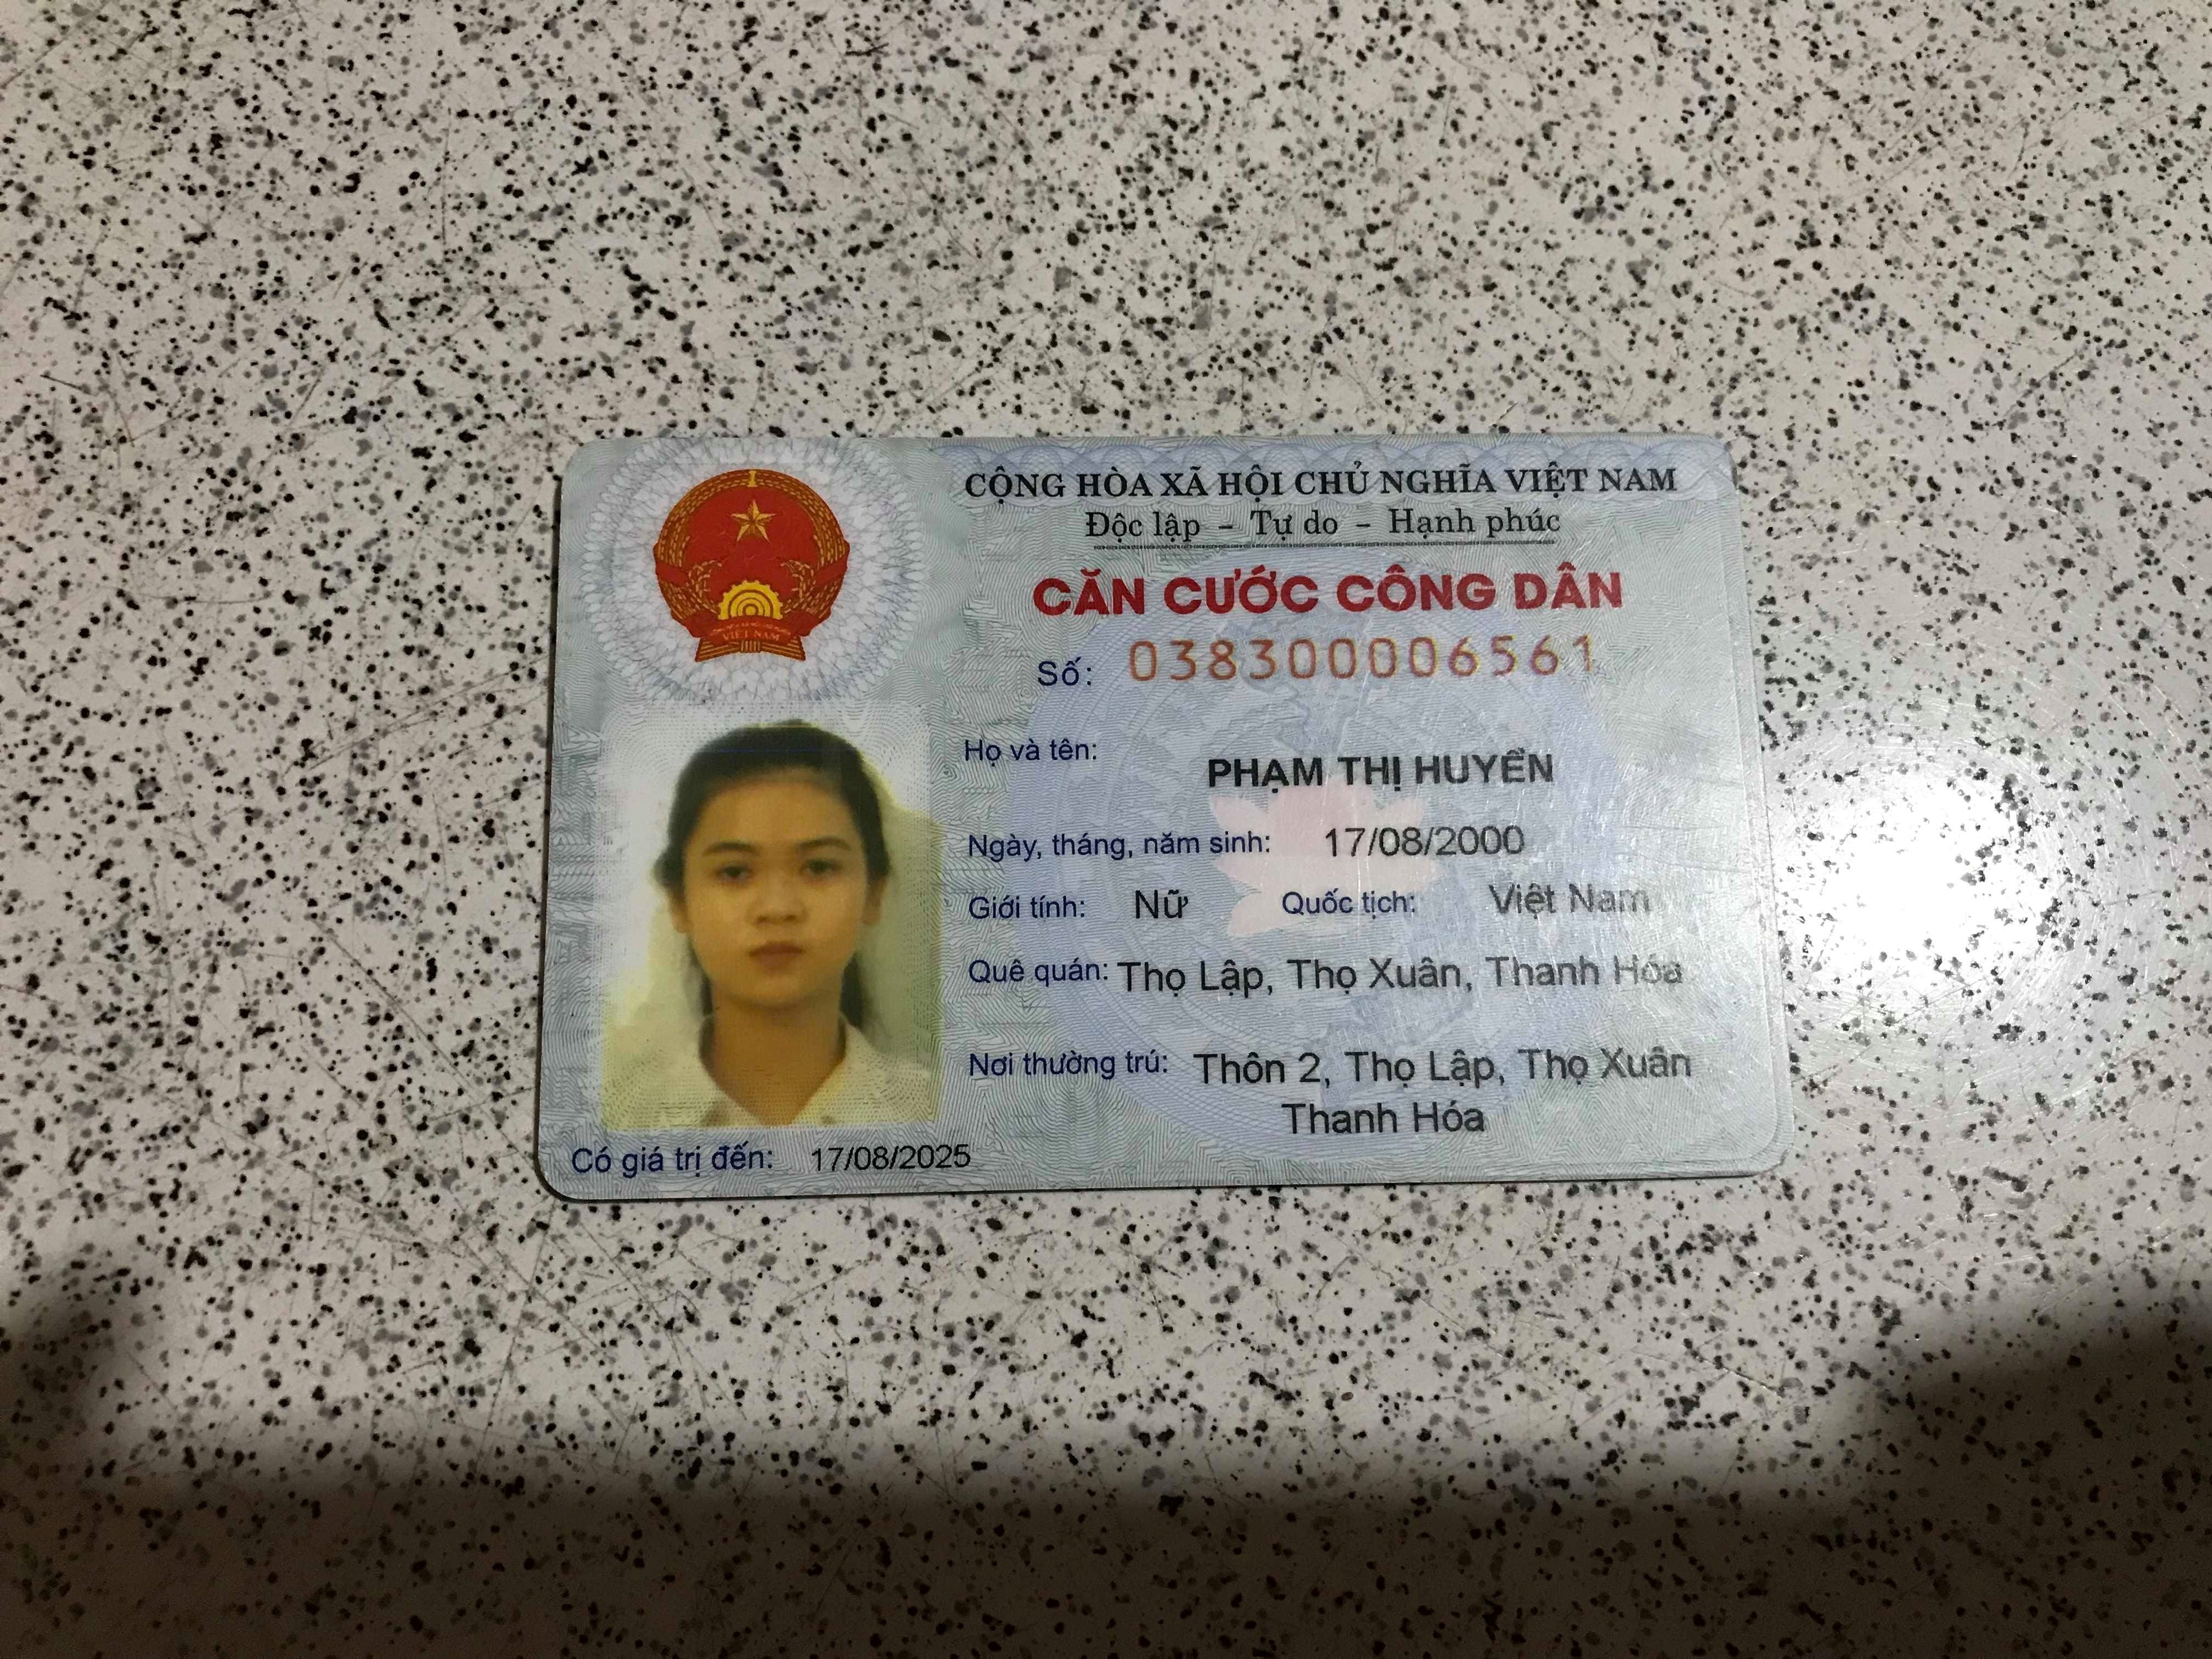 CỘNG HÒA XÃ HỘI CHỦ NGHĨA VIỆT NAM
Độc lập – Tự do – Hạnh phúc
CĂN CƯỚC CÔNG DÂN
Số: 038300006561
Họ và tên: PHẠM THỊ HUYỀN
Ngày, tháng, năm sinh: 17/08/2000
Giới tính: Nữ Quốc tịch: Việt Nam
Quê quán: Thọ Lập, Thọ Xuân, Thanh Hóa
Nơi thường trú: Thôn 2, Thọ Lập, Thọ Xuân
Thanh Hóa
Có giá trị đến: 17/08/2025
VIỆT NAM